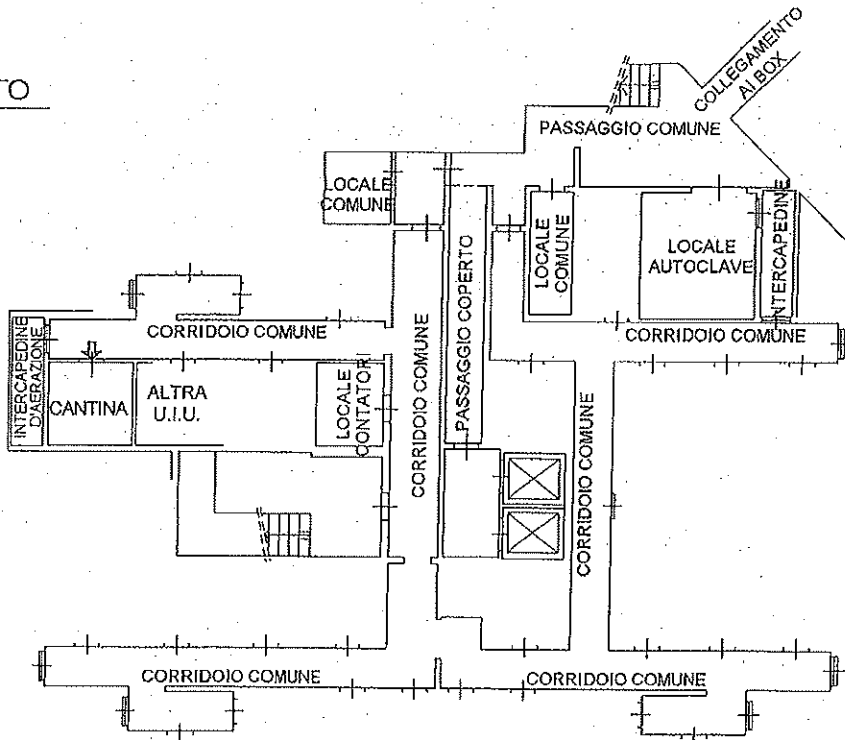 TO
COLLEGAMENTO
AI BOX
PASSAGGIO COMUNE
LOCALE
COMUNE
LOCALE
COMUNE
LOCALE
AUTOCLAVE
INTERCAPEDINE
PASSAGGIO COPERTO
CORRIDOIO COMUNE
CORRIDOIO COMUNE
CORRIDOIO COMUNE
INTERCAPEDINE
D'AERAZIONE
CANTINA
ALTRA
U.I.U.
LOCALE
CONTATORI
CORRIDOIO COMUNE
CORRIDOIO COMUNE
CORRIDOIO COMUNE